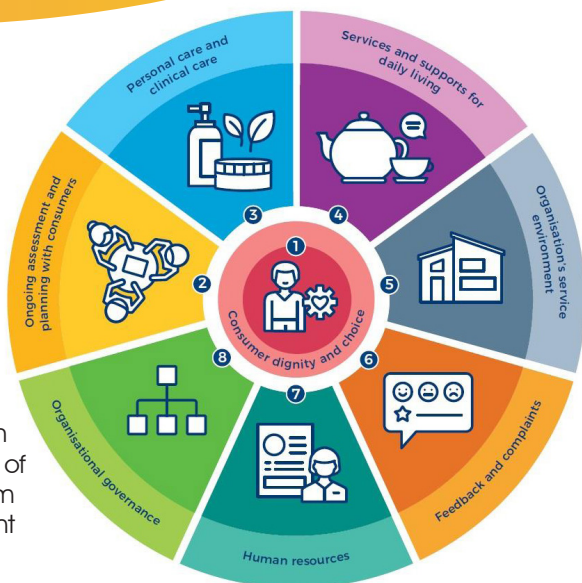 1
Consumer dignity and choice
2
Ongoing assessment and
planning with consumers
3
Personal care and
clinical care
4
Services and supports for
daily living
5
Organisation's service
environment
6
Feedback and complaints
7
Human resources
8
Organisational governance
of